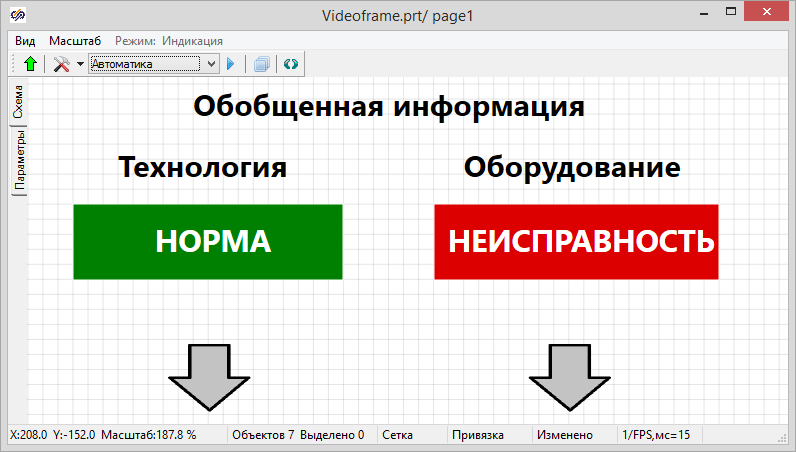 Videoframe.prt/ page1
Вид Масштаб Режим: Индикация
Автоматика
Схема
Параметры
Обобщенная информация
Технология Оборудование
НОРМА НЕИСПРАВНОСТЬ
X:208.0 Y:-152.0 Масштаб:187.8 % Объектов 7 Выделено 0 Сетка Привязка Изменено 1/FPS,мс=15